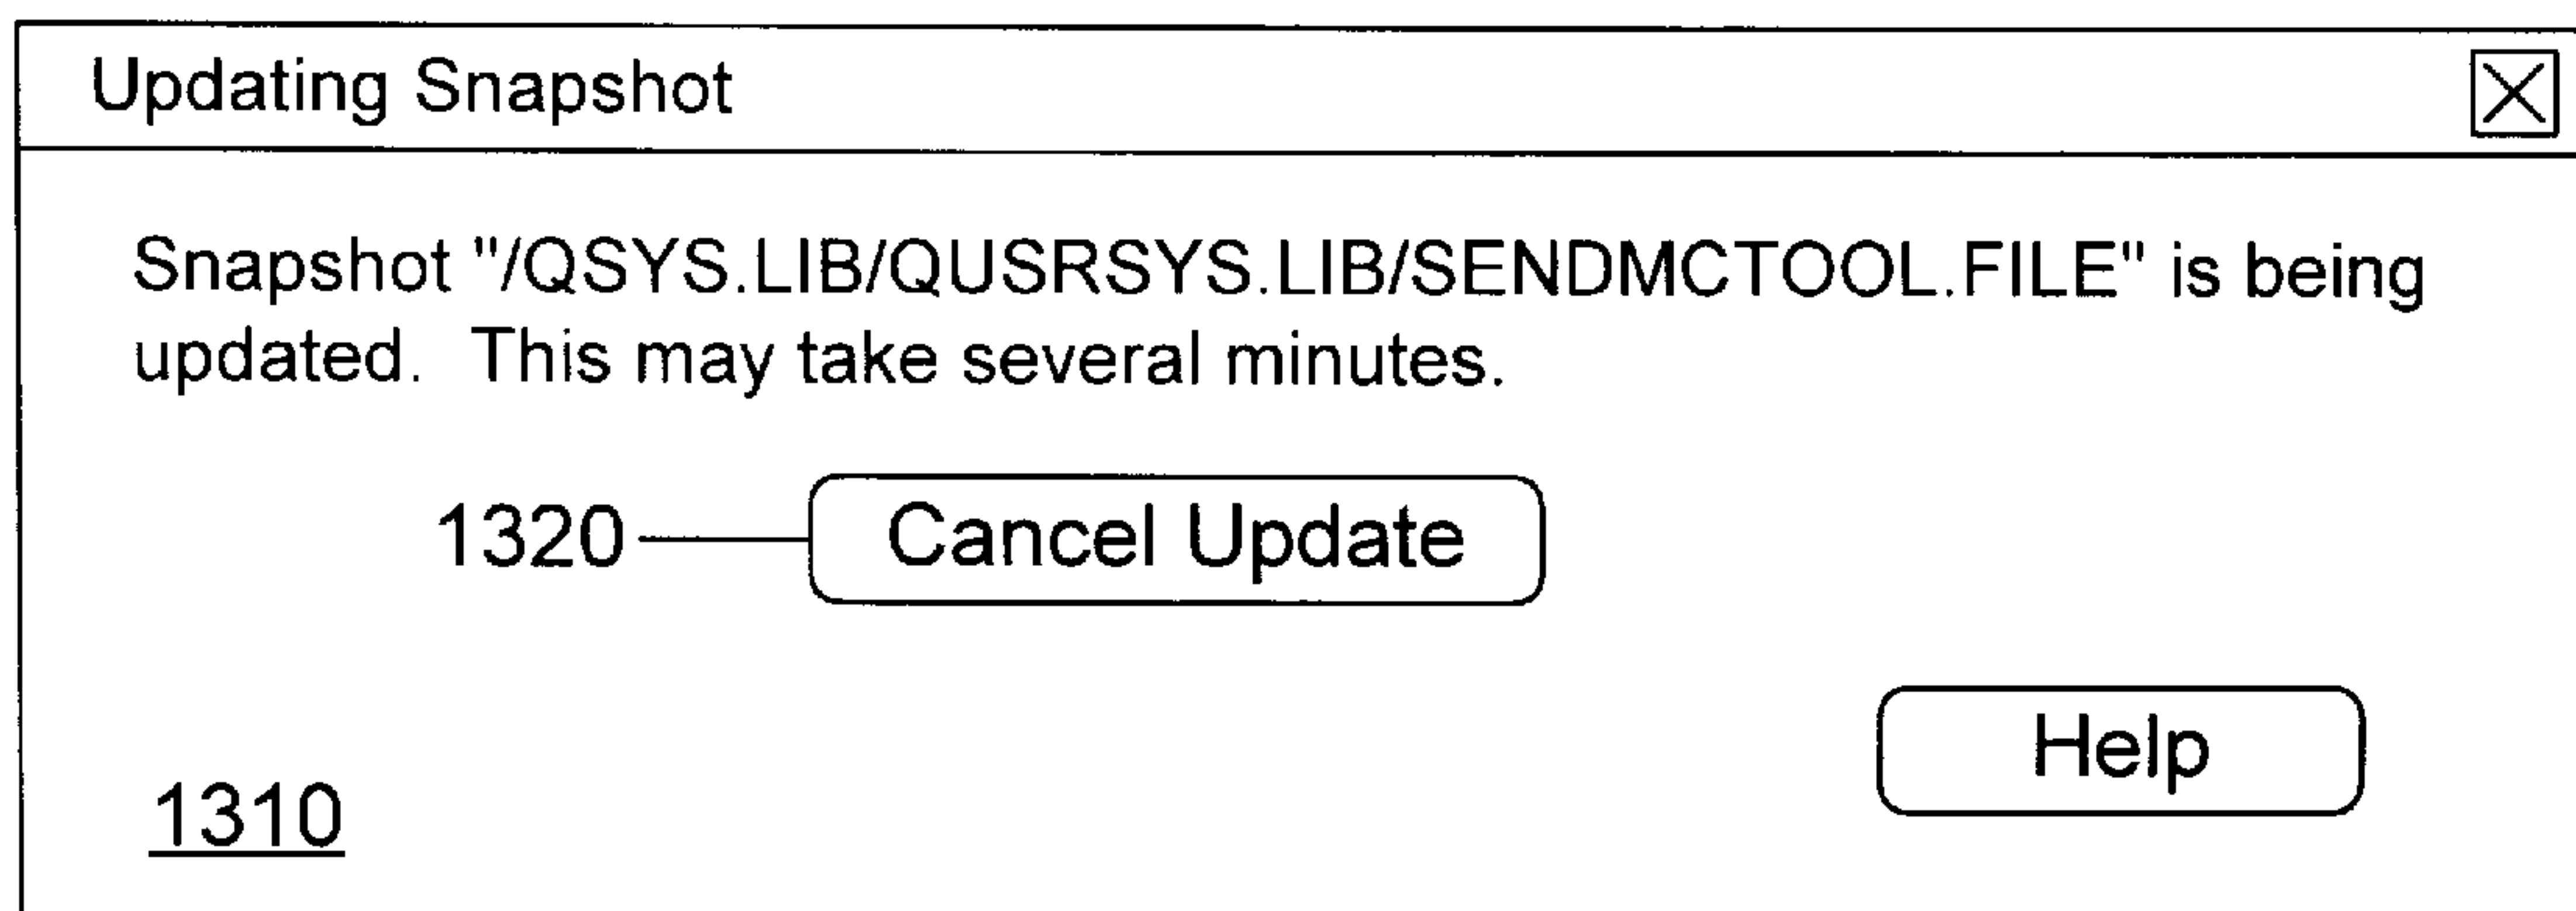 Updating Snapshot
Snapshot "/QSYS.LIB/QUSRSYS.LIB/SENDMCTOOL.FILE" is being
updated. This may take several minutes.
1320 Cancel Update
Help
1310